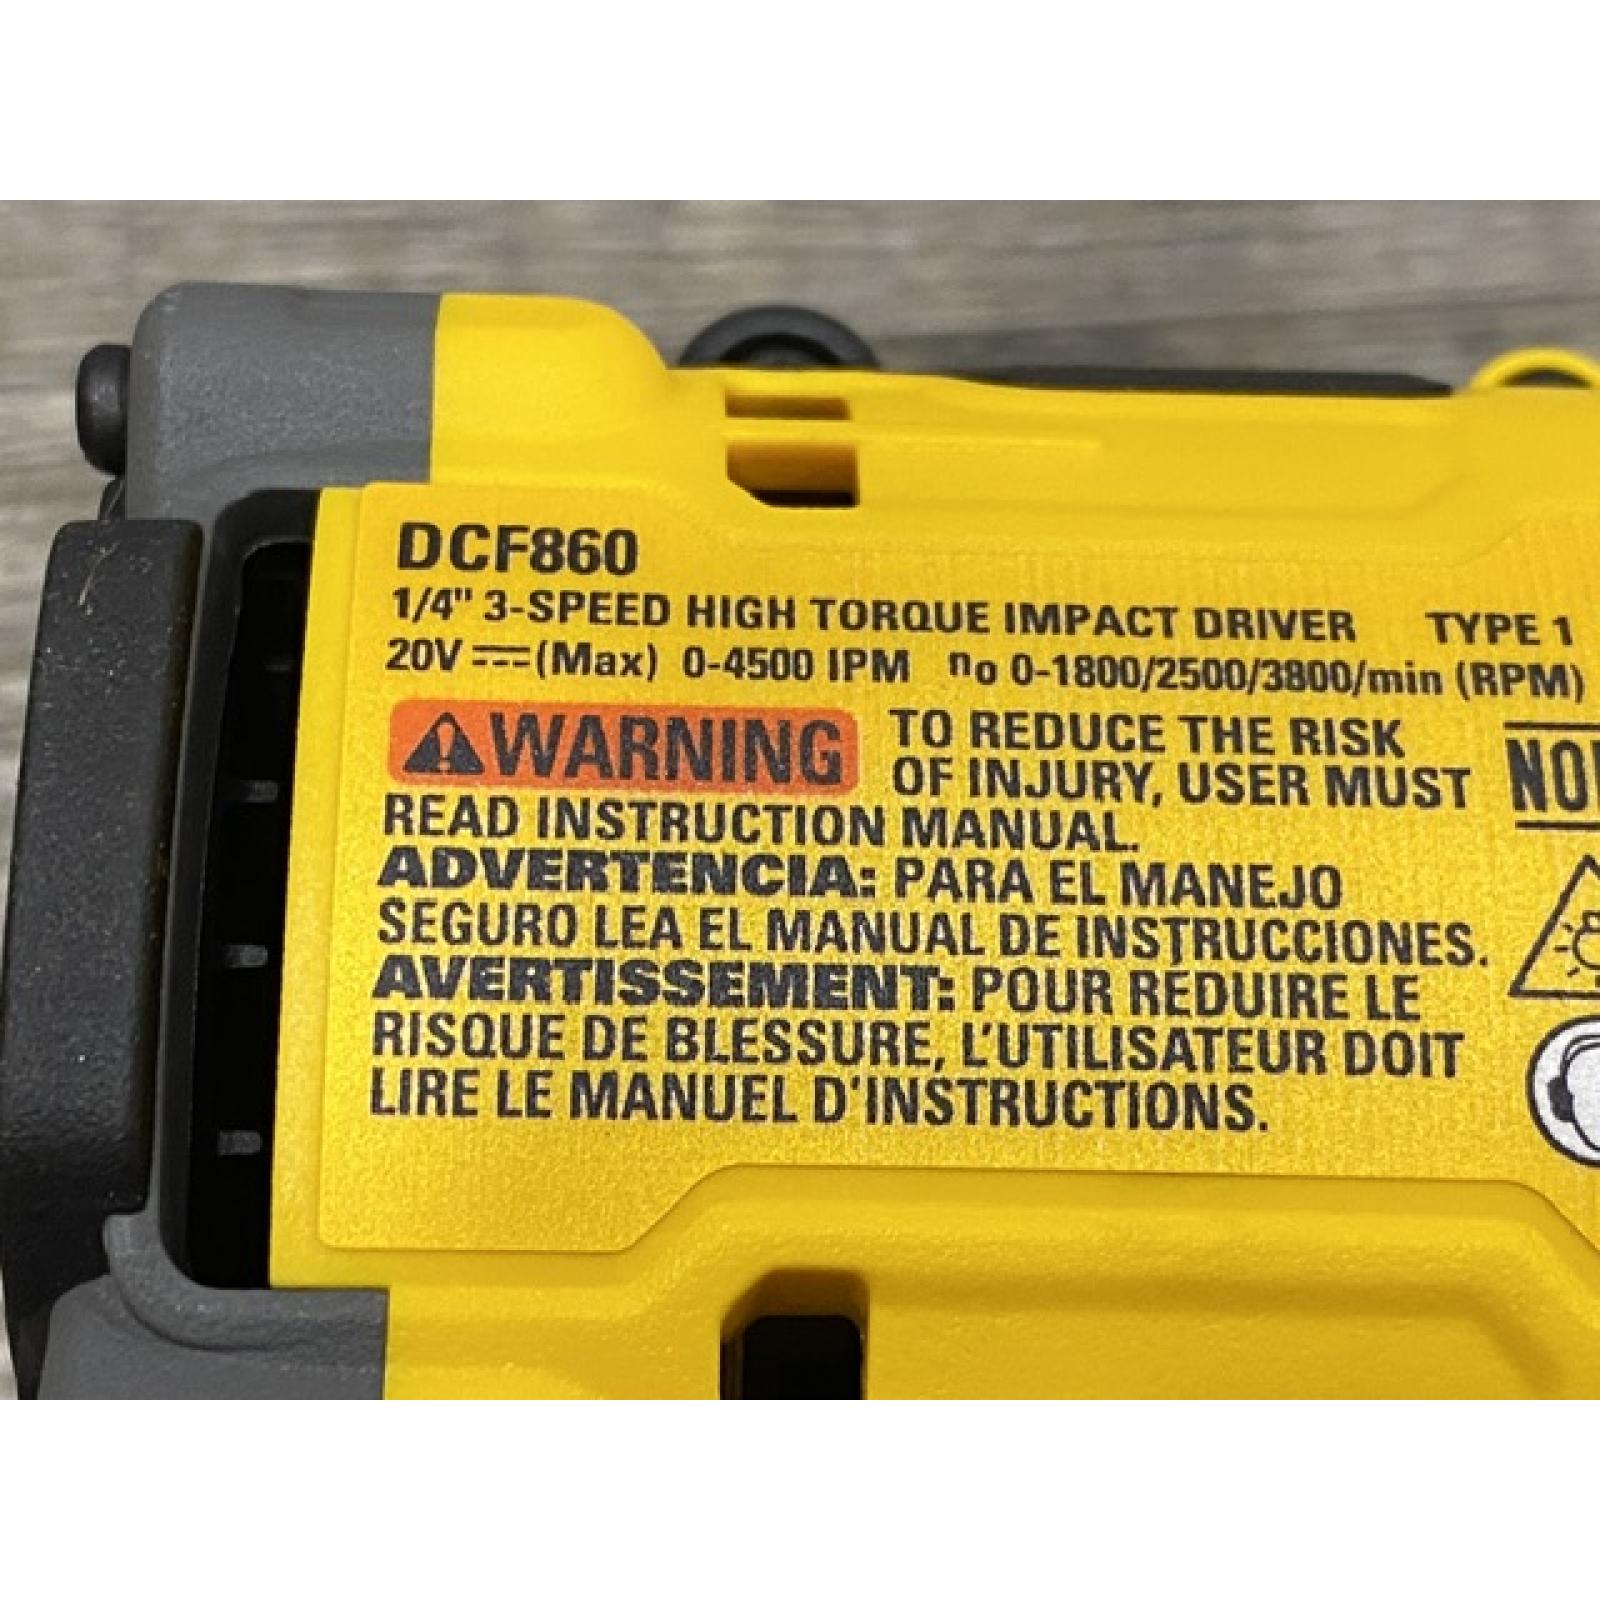 DCF860
1/4" 3-SPEED HIGH TORQUE IMPACT DRIVER TYPE 1
20V ⎓ (Max) 0-4500 IPM no 0-1800/2500/3800/min (RPM)
WARNING TO REDUCE THE RISK
OF INJURY, USER MUST
READ INSTRUCTION MANUAL.
ADVERTENCIA: PARA EL MANEJO
SEGURO LEA EL MANUAL DE INSTRUCCIONES.
AVERTISSEMENT: POUR RÉDUIRE LE
RISQUE DE BLESSURE, L'UTILISATEUR DOIT
LIRE LE MANUEL D'INSTRUCTIONS.